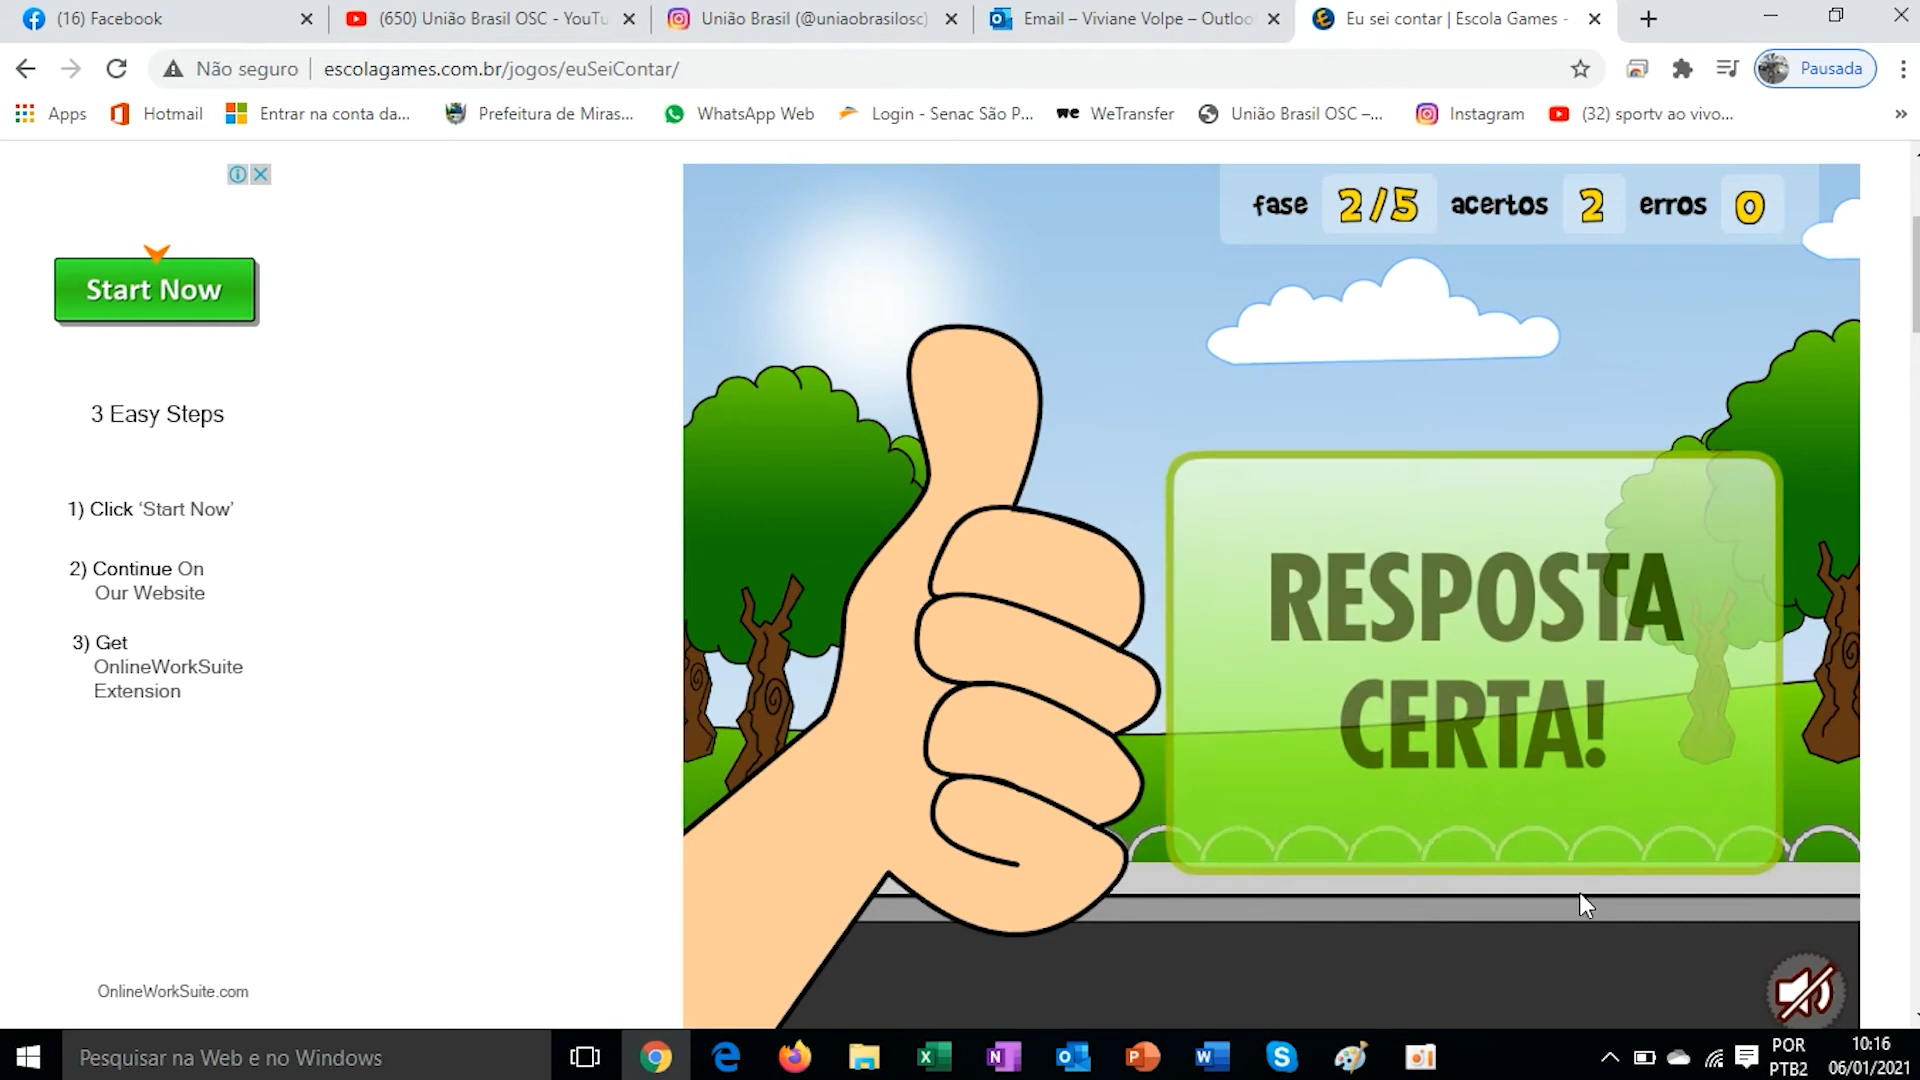 (16) Facebook
(650) União Brasil OSC - YouTu
União Brasil (@uniaobrasilosc)
Email – Viviane Volpe – Outloo
Eu sei contar | Escola Games -
Não seguro
escolagames.com.br/jogos/euSeiContar/
Pausada
Apps
Hotmail
Entrar na conta da...
Prefeitura de Miras...
WhatsApp Web
Login - Senac São P...
we WeTransfer
União Brasil OSC –...
Instagram
(32) sportv ao vivo...
»
Start Now
3 Easy Steps
1) Click ‘Start Now’
2) Continue On
Our Website
3) Get
OnlineWorkSuite
Extension
OnlineWorkSuite.com
fase 2/5 acertos 2 erros 0
RESPOSTA
CERTA!
Pesquisar na Web e no Windows
POR
PTB2
10:16
06/01/2021